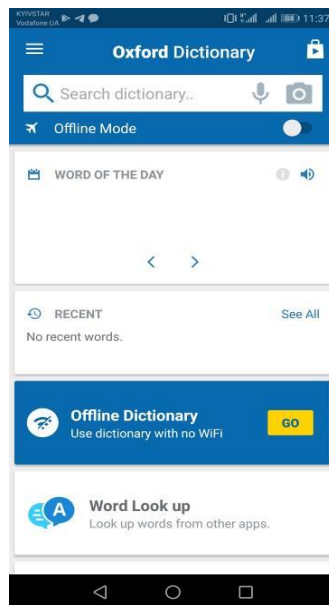 KYIVSTAR
Vodafone UA
11:37
Oxford Dictionary
Search dictionary..
Offline Mode
WORD OF THE DAY
RECENT
See All
No recent words.
Offline Dictionary
Use dictionary with no WiFi
GO
A
Word Look up
Look up words from other apps.